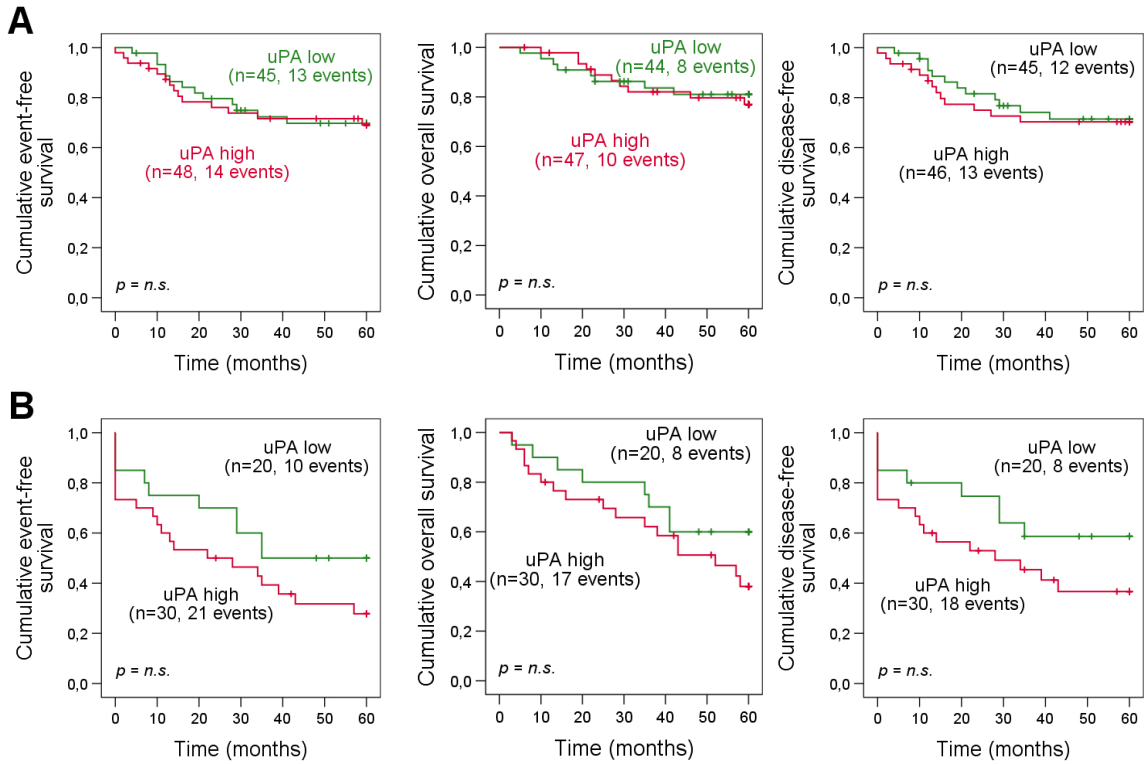 A
Cumulative event-free
survival
1,0
0,8
0,6
0,4
0,2
0,0
uPA low
(n=45, 13 events)
uPA high
(n=48, 14 events)
p = n.s.
0 10 20 30 40 50 60
Time (months)
Cumulative overall survival
1,0
0,8
0,6
0,4
0,2
0,0
uPA low
(n=44, 8 events)
uPA high
(n=47, 10 events)
p = n.s.
0 10 20 30 40 50 60
Time (months)
Cumulative disease-free
survival
1,0
0,8
0,6
0,4
0,2
0,0
uPA low
(n=45, 12 events)
uPA high
(n=46, 13 events)
p = n.s.
0 10 20 30 40 50 60
Time (months)
B
Cumulative event-free
survival
1,0
0,8
0,6
0,4
0,2
0,0
uPA low
(n=20, 10 events)
uPA high
(n=30, 21 events)
p = n.s.
0 10 20 30 40 50 60
Time (months)
Cumulative overall survival
1,0
0,8
0,6
0,4
0,2
0,0
uPA low
(n=20, 8 events)
uPA high
(n=30, 17 events)
p = n.s.
0 10 20 30 40 50 60
Time (months)
Cumulative disease-free
survival
1,0
0,8
0,6
0,4
0,2
0,0
uPA low
(n=20, 8 events)
uPA high
(n=30, 18 events)
p = n.s.
0 10 20 30 40 50 60
Time (months)